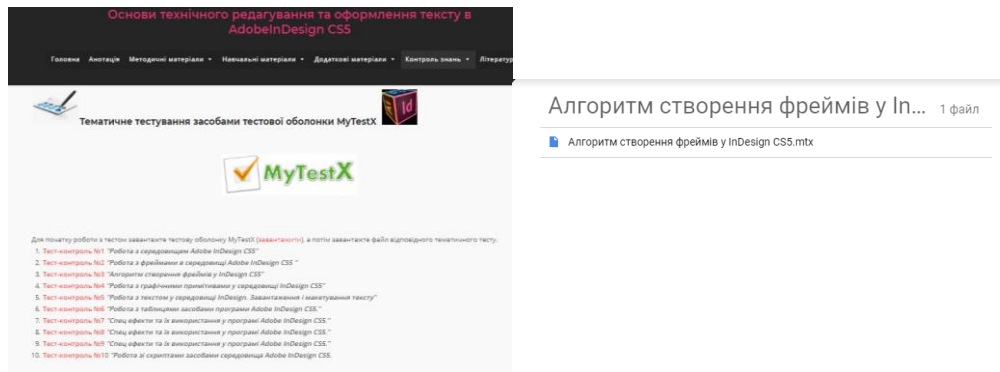 Основи технічного редагування та оформлення тексту в
AdobeInDesign CS5
Головна Анотація Методичні матеріали Навчальні матеріали Додаткові матеріали Контроль знань Літератур
Id
Тематичне тестування засобами тестової оболонки MyTestX
MyTestX
Для початку роботи з тестом завантажте тестову оболонку MyTestX (завантажити), а потім завантажте файл відповідного тематичного тесту.
1. Тест-контроль №1 "Робота з середовищем Adobe InDesign CS5"
2. Тест-контроль №2 "Робота з фреймами в середовищі Adobe InDesign CS5 "
3. Тест-контроль №3 "Алгоритм створення фреймів у InDesign CS5"
4. Тест-контроль №4 "Робота з графічними примітивами у середовищі InDesign CS5"
5. Тест-контроль №5 "Робота з текстом у середовищі InDesign. Завантаження і макетування тексту"
6. Тест-контроль №6 "Робота з таблицями засобами програми Adobe InDesign CS5."
7. Тест-контроль №7 "Спец ефекти та їх використання у програмі Adobe InDesign CS5."
8. Тест-контроль №8 "Спец ефекти та їх використання у програмі Adobe InDesign CS5."
9. Тест-контроль №9 "Спец ефекти та їх використання у програмі Adobe InDesign CS5."
10. Тест-контроль №10 "Робота зі скриптами засобами середовища Adobe InDesign CS5.
Алгоритм створення фреймів у In... 1 файл
Алгоритм створення фреймів у InDesign CS5.mtx